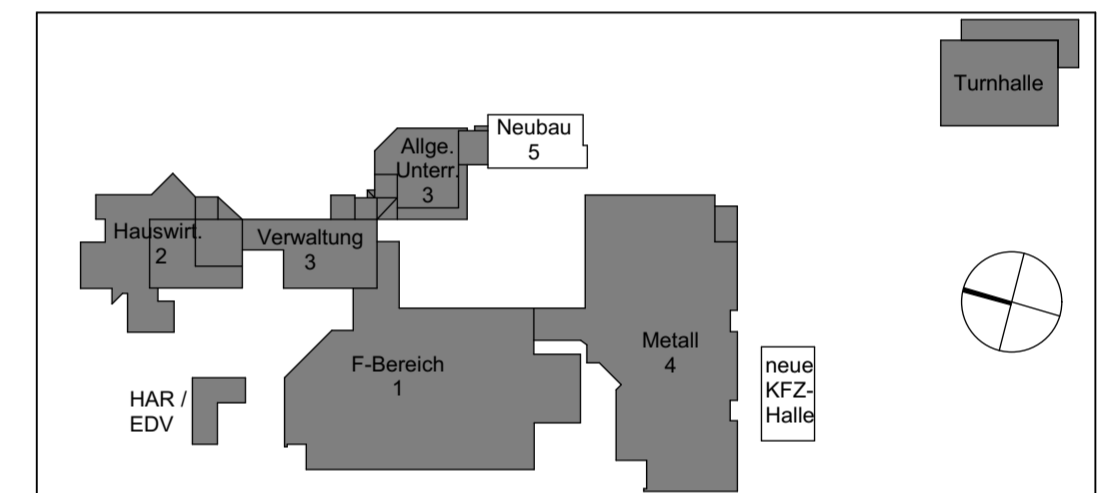 Turnhalle
Neubau
5
Allge.
Unterr.
3
Hauswirt.
2
Verwaltung
3
F-Bereich
1
Metall
4
neue
KFZ-
Halle
HAR /
EDV